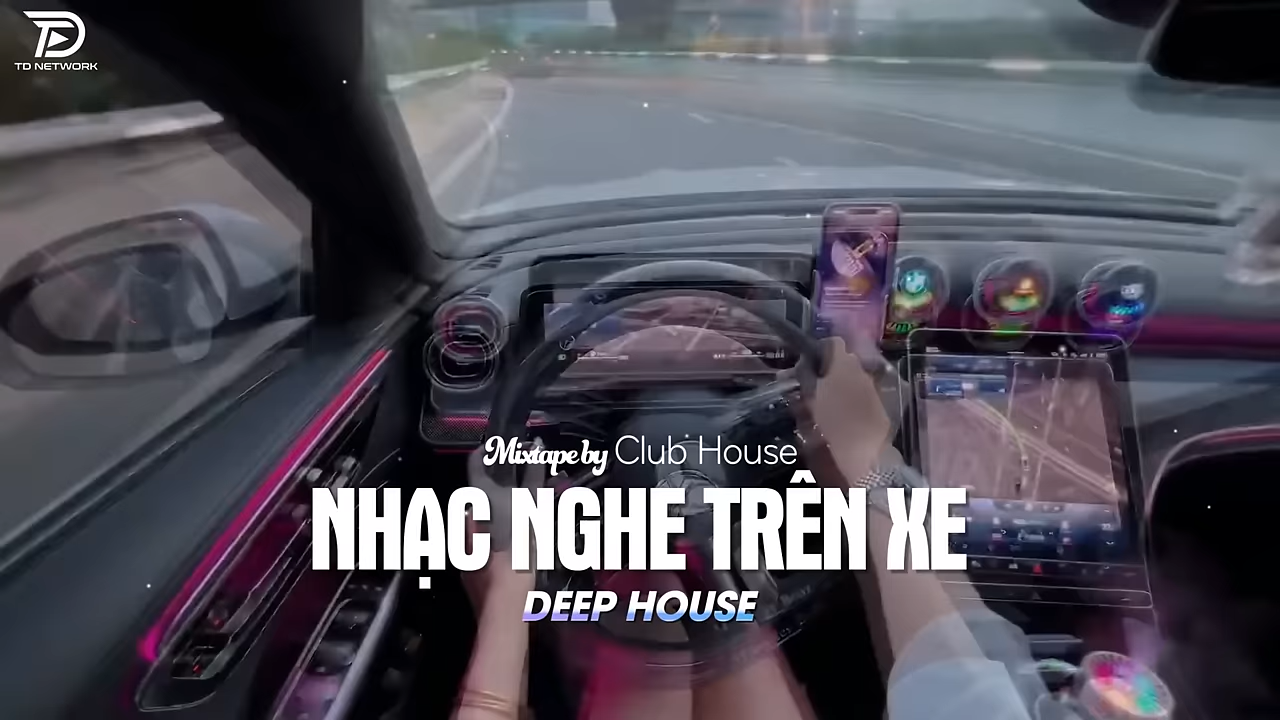 TD NETWORK
Mixtape by Club House
NHẠC NGHE TRÊN XE
DEEP HOUSE